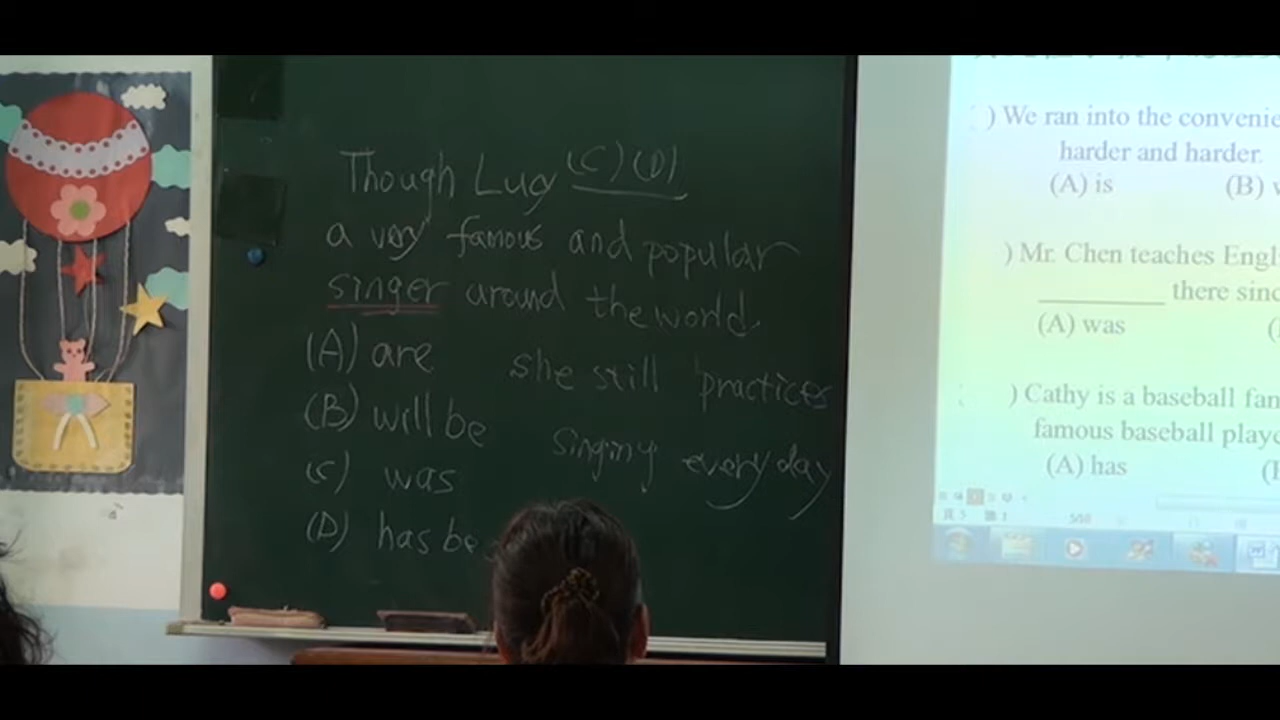 Though Lucy (C) (D)
a very famous and popular
singer around the world.
(A) are
she still practices
(B) will be
singing every day
(C) was
(D) has be
) We ran into the convenie
harder and harder.
(A) is
(B)
) Mr. Chen teaches Engli
__________ there sinc
(A) was
(
) Cathy is a baseball fan
famous baseball playe
(A) has